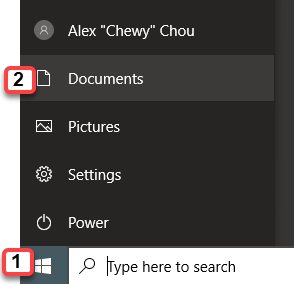 Alex "Chewy" Chou
2 Documents
Pictures
Settings
Power
1 Type here to search